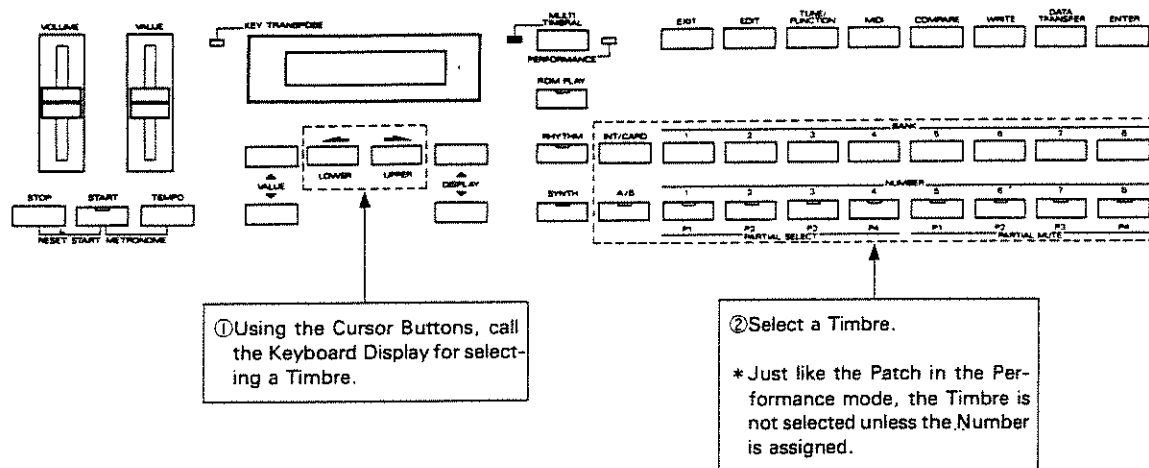 VOLUME VALUE KEY TRANSPOSE MULTI TIMBRAL EXIT EDIT TUNE/FUNCTION MIDI COMPARE WRITE DATA TRANSFER ENTER
PERFORMANCE
ROM PLAY
BANK
RHYTHM INT/CARD 1 2 3 4 5 6 7 8
LOWER UPPER
VALUE DISPLAY
NUMBER
STOP START TEMPO SYNTH A/B 1 2 3 4 5 6 7 8
RESET START METRONOME
P1 P2 P3 P4 P1 P2 P3 P4
PARTIAL SELECT PARTIAL MUTE
①Using the Cursor Buttons, call
the Keyboard Display for select-
ing a Timbre.
②Select a Timbre.
* Just like the Patch in the Per-
formance mode, the Timbre is
not selected unless the Number
is assigned.